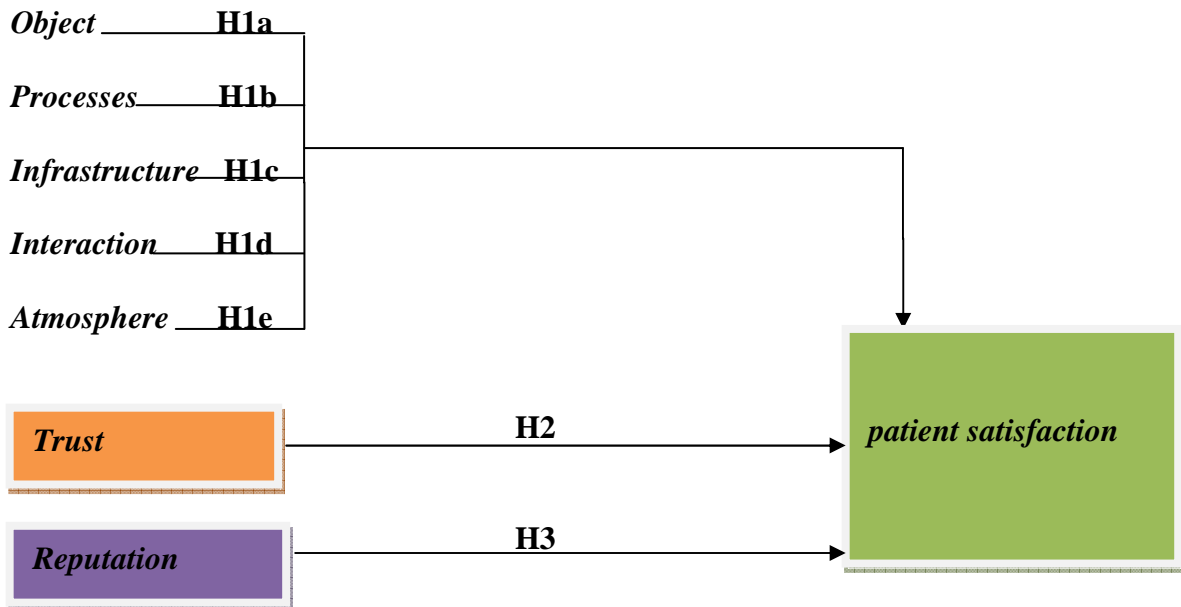 Object H1a
Processes H1b
Infrastructure H1c
Interaction H1d
Atmosphere H1e
Trust
H2
patient satisfaction
Reputation
H3